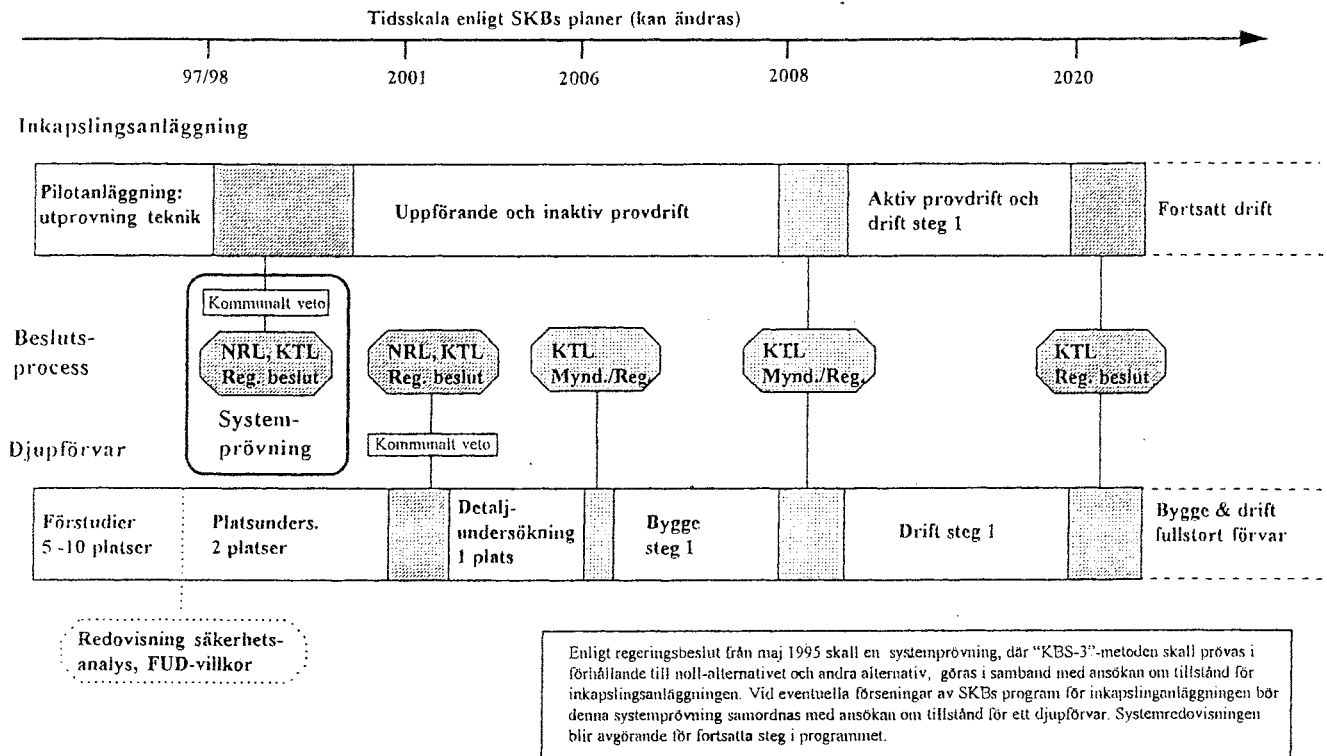 Tidsskala enligt SKBs planer (kan ändras)
97/98 2001 2006 2008 2020
Inkapslingsanläggning
Pilotanläggning:
utprovning teknik
Uppförande och inaktiv provdrift
Aktiv provdrift och
drift steg 1
Fortsatt drift
Kommunalt veto
Besluts-
process
NRL, KTL
Reg. beslut
NRL, KTL
Reg. beslut
KTL
Mynd./Reg.
KTL
Mynd./Reg.
KTL
Reg. beslut
System-
prövning
Kommunalt veto
Djupförvar
Förstudier
5 -10 platser
Platsunders.
2 platser
Detalj-
undersökning
1 plats
Bygge
steg 1
Drift steg 1
Bygge & drift
fullstort förvar
Redovisning säkerhets-
analys, FUD-villkor
Enligt regeringsbeslut från maj 1995 skall en systemprövning, där "KBS-3"-metoden skall prövas i
förhållande till noll-alternativet och andra alternativ, göras i samband med ansökan om tillstånd för
inkapslingsanläggningen. Vid eventuella förseningar av SKBs program för inkapslinganläggningen bör
denna systemprövning samordnas med ansökan om tillstånd för ett djupförvar. Systemredovisningen
blir avgörande för fortsatta steg i programmet.